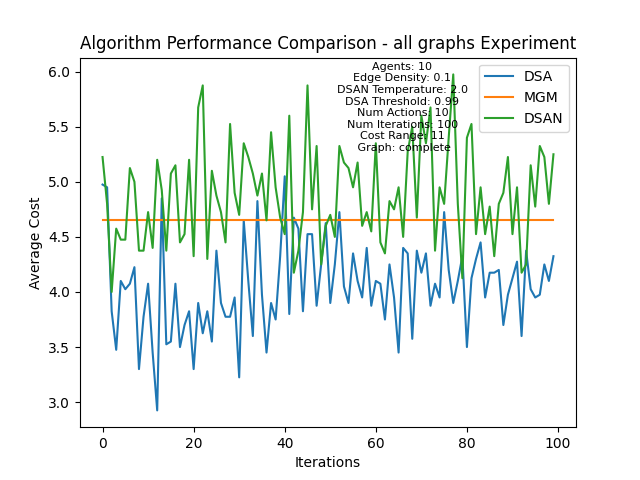 Algorithm Performance Comparison - all graphs Experiment
Agents: 10
Edge Density: 0.1
DSAN Temperature: 2.0
DSA Threshold: 0.99
Num Actions: 10
Num Iterations: 100
Cost Range: 11
Graph: complete
DSA
MGM
DSAN
6.0
5.5
5.0
4.5
4.0
3.5
3.0
Average Cost
0
20
40
60
80
100
Iterations